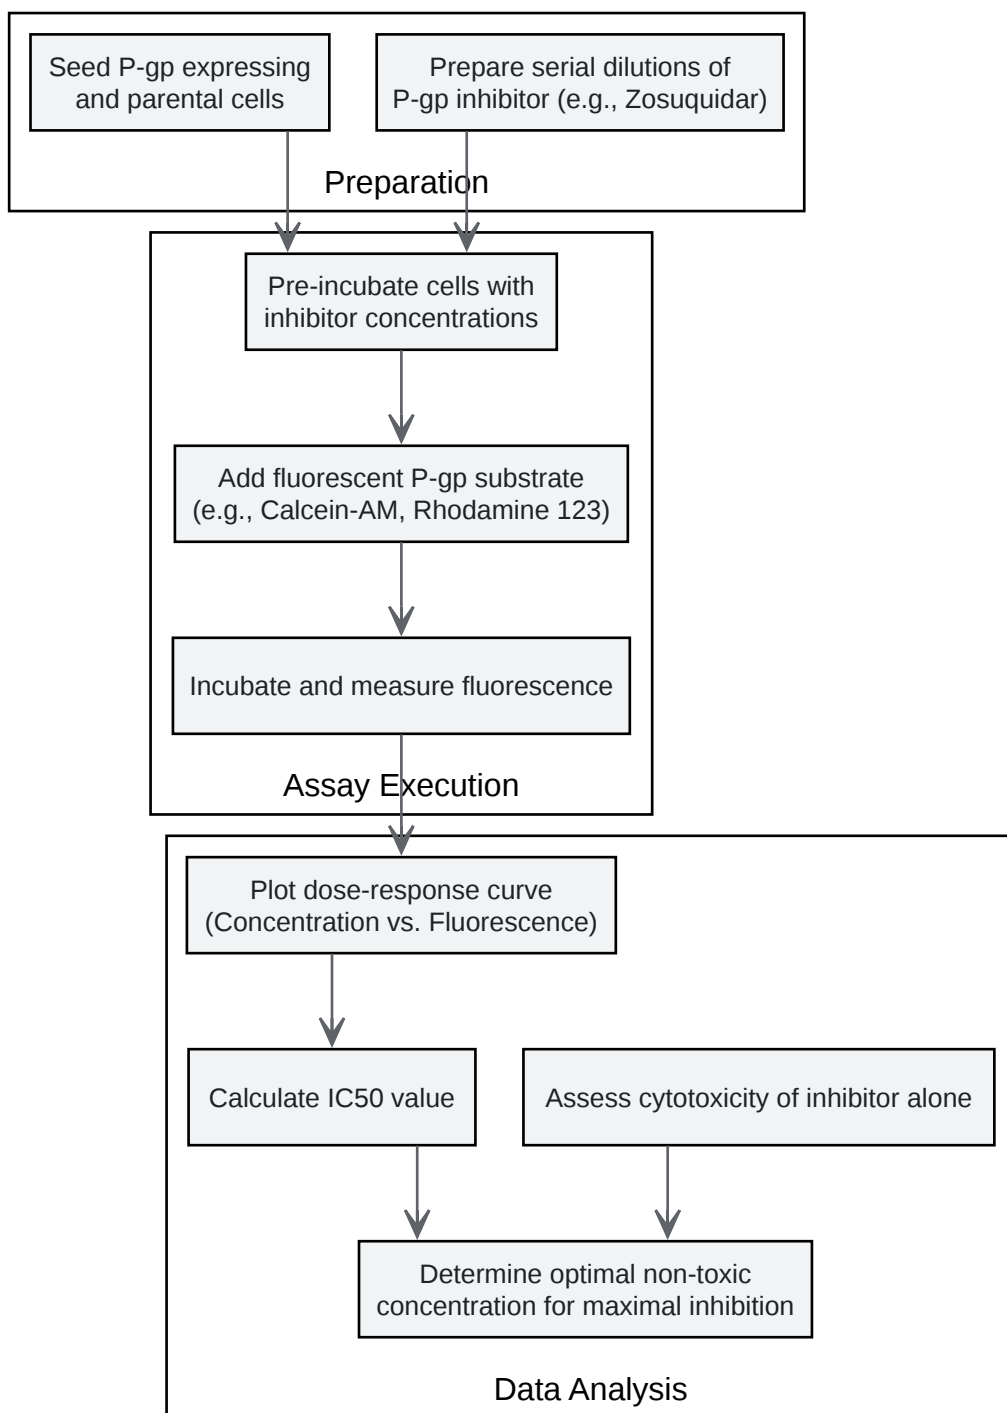 Seed P-gp expressing
and parental cells
Prepare serial dilutions of
P-gp inhibitor (e.g., Zosuquidar)
Preparation
Pre-incubate cells with
inhibitor concentrations
Add fluorescent P-gp substrate
(e.g., Calcein-AM, Rhodamine 123)
Incubate and measure fluorescence
Assay Execution
Plot dose-response curve
(Concentration vs. Fluorescence)
Calculate IC50 value
Assess cytotoxicity of inhibitor alone
Determine optimal non-toxic
concentration for maximal inhibition
Data Analysis